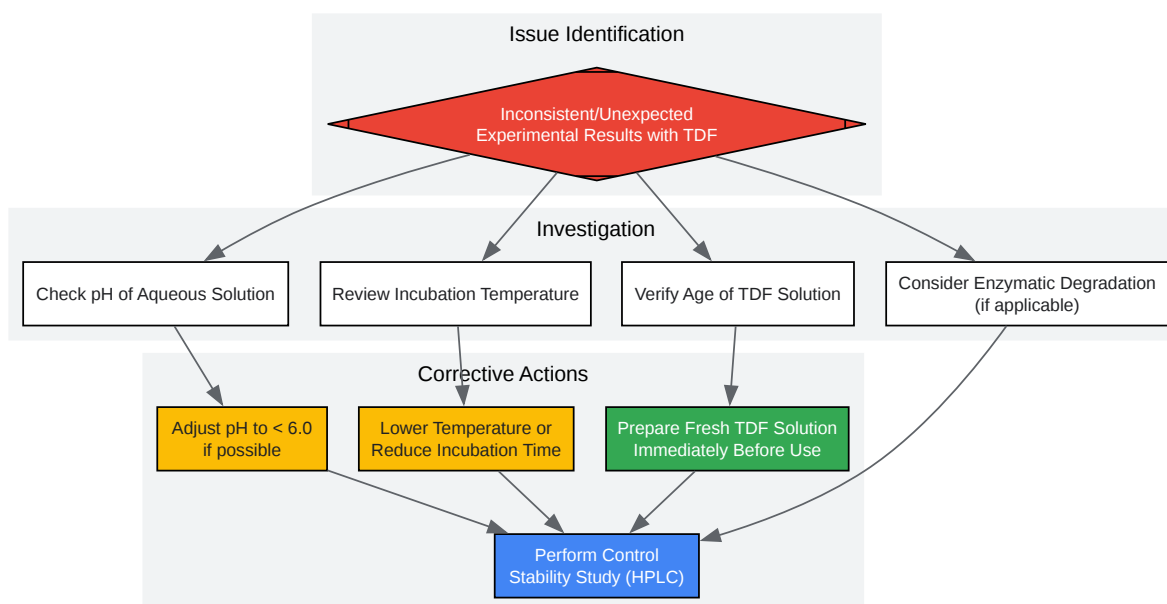 Issue Identification
Inconsistent/Unexpected
Experimental Results with TDF
Investigation
Check pH of Aqueous Solution
Review Incubation Temperature
Verify Age of TDF Solution
Consider Enzymatic Degradation
(if applicable)
Corrective Actions
Adjust pH to < 6.0
if possible
Lower Temperature or
Reduce Incubation Time
Prepare Fresh TDF Solution
Immediately Before Use
Perform Control
Stability Study (HPLC)